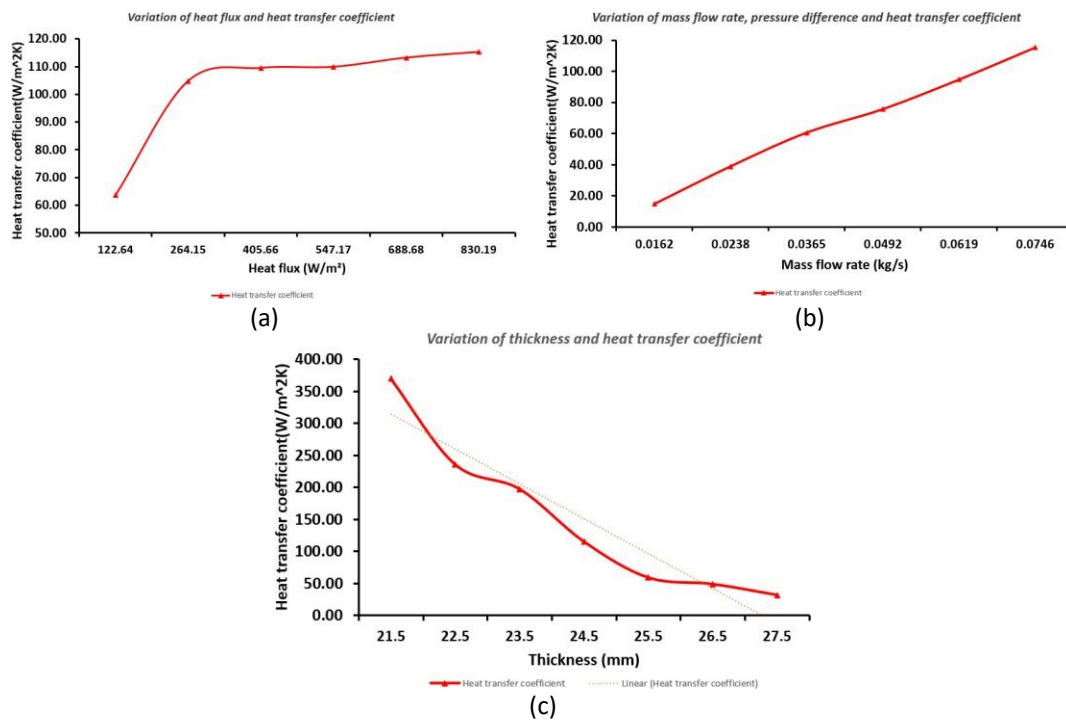 Variation of heat flux and heat transfer coefficient
Heat transfer coefficient(W/m^2K)
120.00
110.00
100.00
90.00
80.00
70.00
60.00
50.00
122.64 264.15 405.66 547.17 688.68 830.19
Heat flux (W/m²)
Heat transfer coefficient
(a)
Variation of mass flow rate, pressure difference and heat transfer coefficient
Heat transfer coefficient(W/m^2K)
120.00
100.00
80.00
60.00
40.00
20.00
0.00
0.0162 0.0238 0.0365 0.0492 0.0619 0.0746
Mass flow rate (kg/s)
Heat transfer coefficient
(b)
Variation of thickness and heat transfer coefficient
Heat transfer coefficient(W/m^2K)
400.00
350.00
300.00
250.00
200.00
150.00
100.00
50.00
0.00
21.5 22.5 23.5 24.5 25.5 26.5 27.5
Thickness (mm)
Heat transfer coefficient Linear (Heat transfer coefficient)
(c)